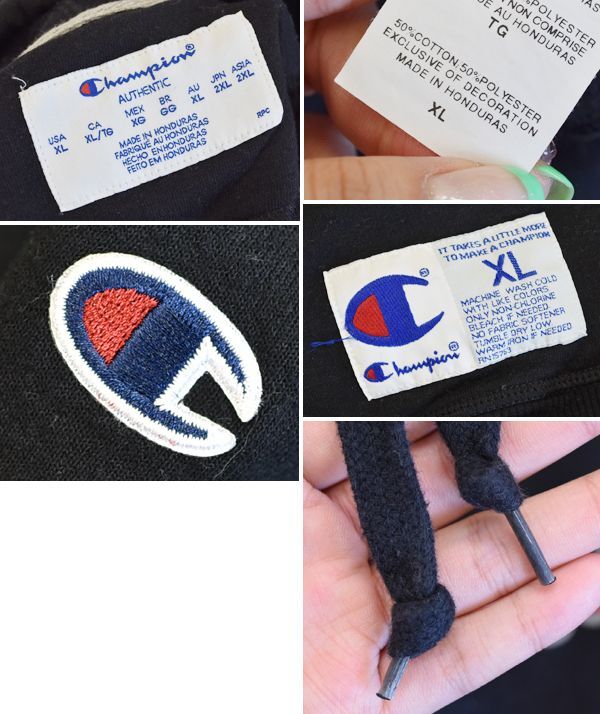 Champion
AUTHENTIC
USA CA MEX BR AU JPN ASIA
XL XL/TG XG GG XL 2XL 2XL
MADE IN HONDURAS
FABRIQUE AU HONDURAS
HECHO EN HONDURAS
FEITO EM HONDURAS
RPC
POLYESTER
NON COMPRISE
AU HONDURAS
TG
50%COTTON,50%POLYESTER
EXCLUSIVE OF DECORATION
MADE IN HONDURAS
XL
Champion
IT TAKES A LITTLE MORE
TO MAKE A CHAMPION
XL
MACHINE WASH COLD
WITH LIKE COLORS
ONLY NON-CHLORINE
BLEACH IF NEEDED
NO FABRIC SOFTENER
TUMBLE DRY LOW
WARM IRON IF NEEDED
RN15763